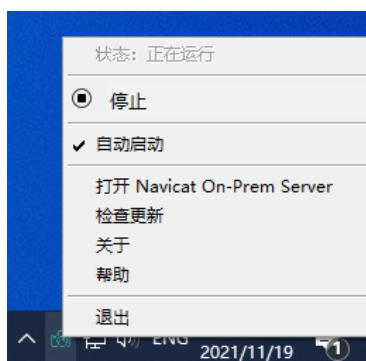 状态：正在运行
停止
自动启动
打开 Navicat On-Prem Server
检查更新
关于
帮助
退出
ENG
2021/11/19
1